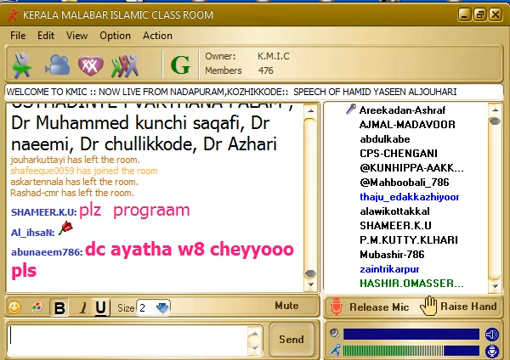 KERALA MALABAR ISLAMIC CLASS ROOM
File Edit View Option Action
G
Owner: K.M.I.C
Members 476
WELCOME TO KMIC :: NOW LIVE FROM NADAPURAM,KOZHIKKODE:: SPEECH OF HAMID YASEEN ALJOUHARI
Dr Muhammed kunchi saqafi, Dr
naeemi, Dr chullikkode, Dr Azhari
jouharkuttayi has left the room.
shafeeque0059 has joined the room
askartennala has left the room.
Rashad-cmr has left the room.
SHAMEER.K.U: plz prograam
Al_ihsaN:
abunaeem786: dc ayatha w8 cheyyooo
pls
Areekadan-Ashraf
AJMAL-MADAVOOR
abdulkabe
CPS-CHENGANI
@KUNHIPPA-AAKK...
@Mahboobali_786
thaju_edakkazhiyoor
alawikottakkal
SHAMEER.K.U
P.M.KUTTY.KLHARI
Mubashir-786
zaintrikarpur
HASHIR.OMASSER...
B I U Size 2 Mute
Release Mic Raise Hand
Send